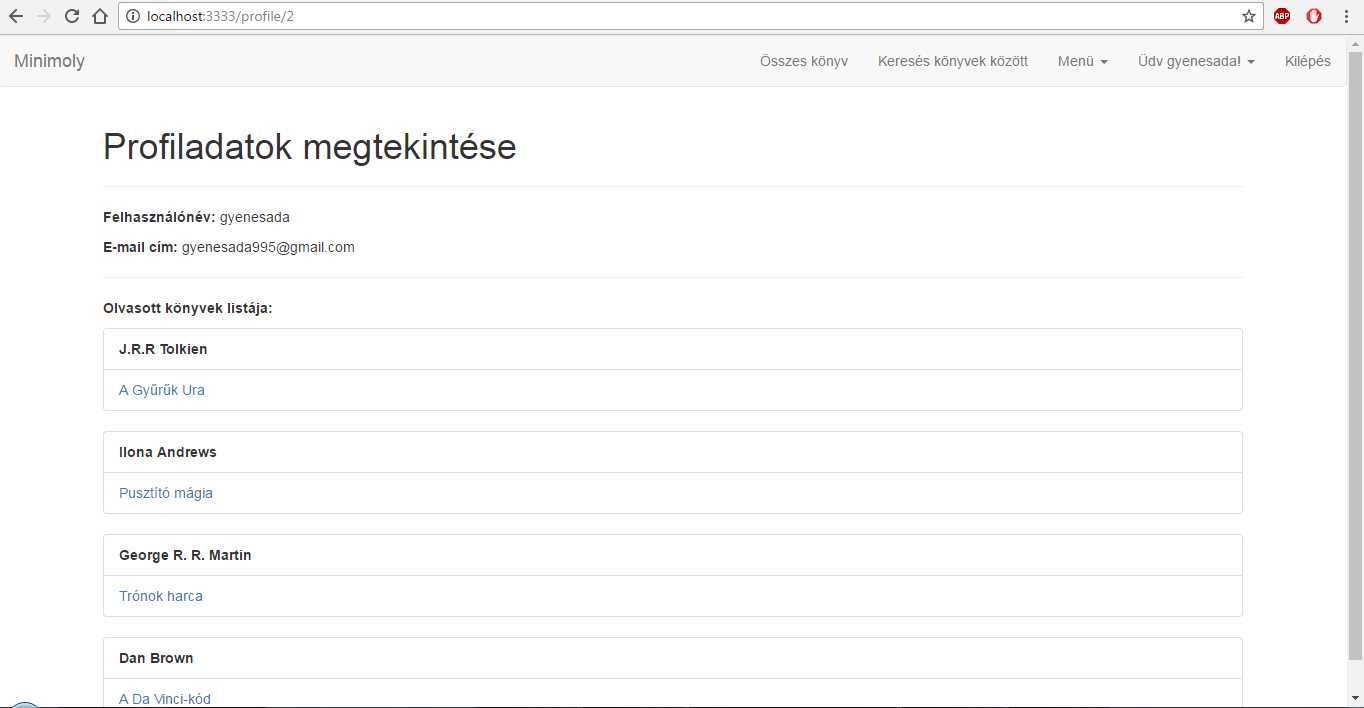 localhost:3333/profile/2
ABP
Minimoly Összes könyv Keresés könyvek között Menü Üdv gyenesada! Kilépés
Profiladatok megtekintése
Felhasználónév: gyenesada
E-mail cím: gyenesada995@gmail.com
Olvasott könyvek listája:
J.R.R Tolkien
A Gyűrűk Ura
Ilona Andrews
Pusztító mágia
George R. R. Martin
Trónok harca
Dan Brown
A Da Vinci-kód